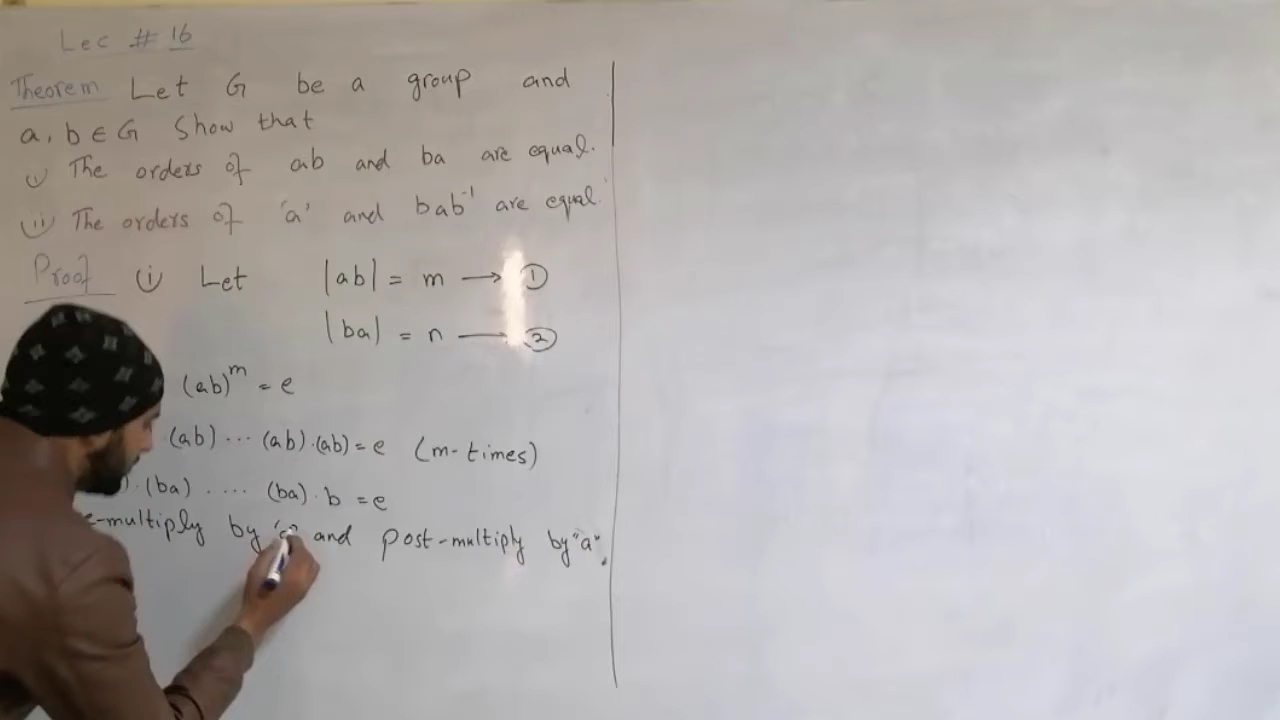 Lec # 16
Theorem Let G be a group and
a, b ∈ G Show that
(i) The orders of ab and ba are equal.
(ii) The orders of 'a' and bab⁻¹ are equal.
Proof (i) Let |ab| = m → ①
|ba| = n → ②
(ab)ᵐ = e
(ab) ... (ab)·(ab) = e (m-times)
·(ba) .... (ba)·b = e
e-multiply by and post-multiply by "a".